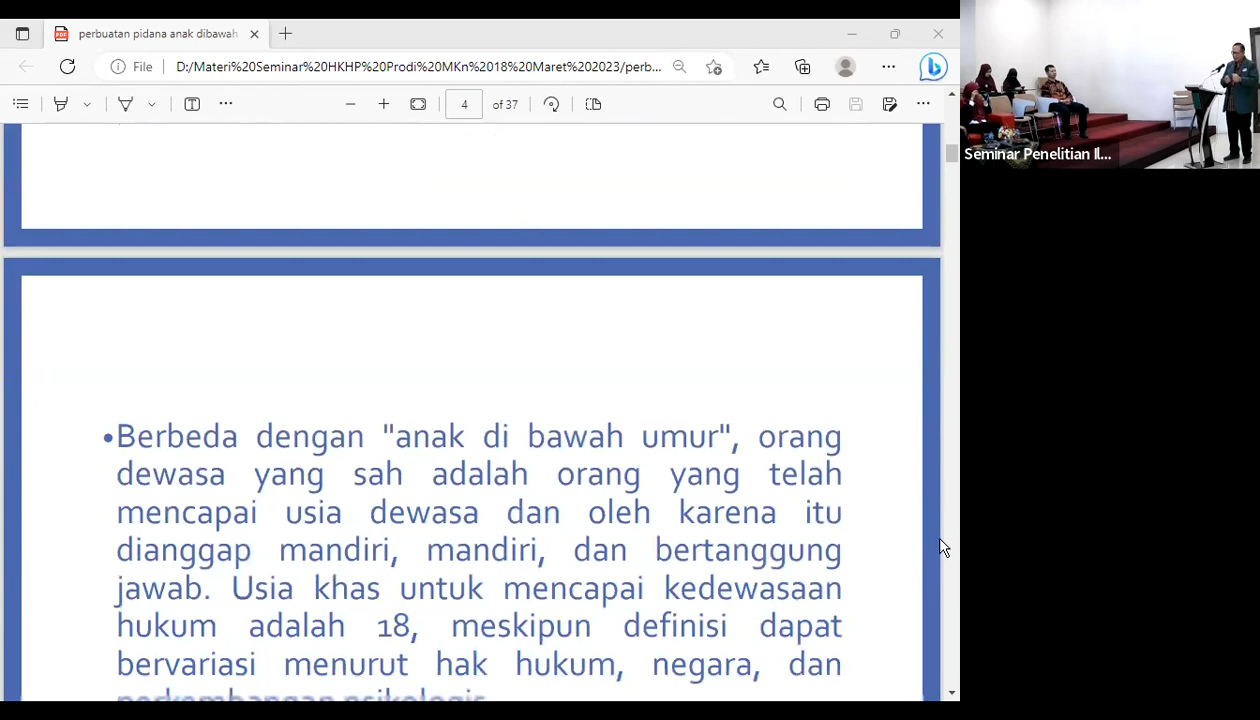 perbuatan pidana anak dibawah
File
D:/Materi%20Seminar%20HKHP%20Prodi%20MKn%2018%20Maret%202023/perb...
4 of 37
Seminar Penelitian Il...
•Berbeda dengan "anak di bawah umur", orang
dewasa yang sah adalah orang yang telah
mencapai usia dewasa dan oleh karena itu
dianggap mandiri, mandiri, dan bertanggung
jawab. Usia khas untuk mencapai kedewasaan
hukum adalah 18, meskipun definisi dapat
bervariasi menurut hak hukum, negara, dan
perkembangan psikologis